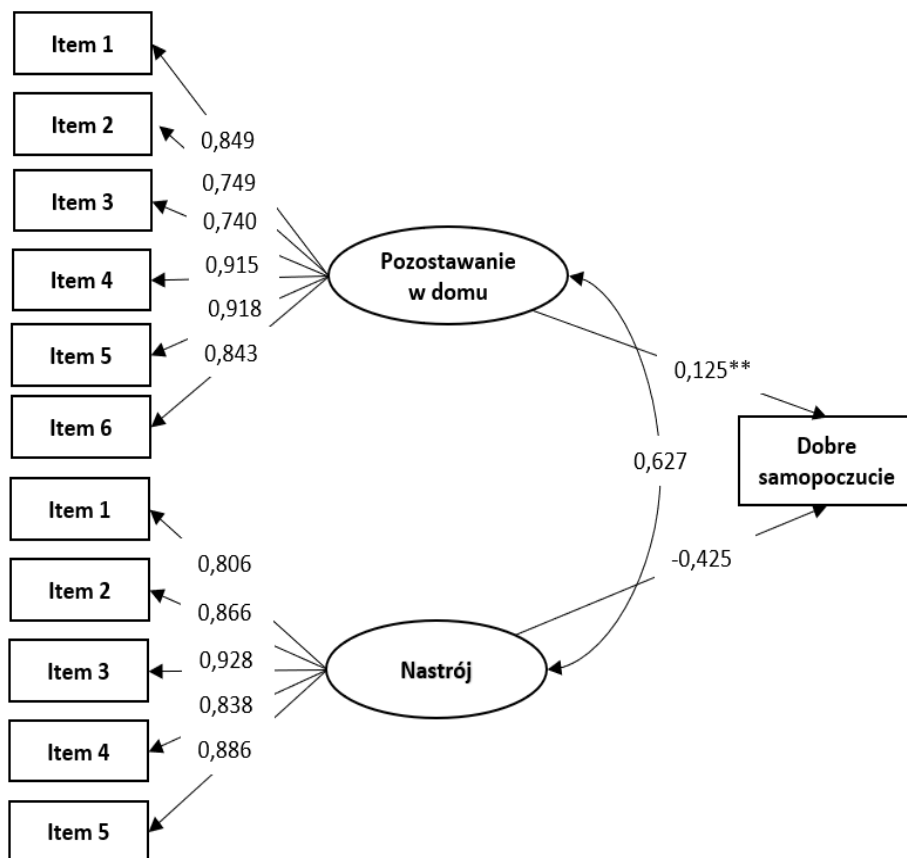 Item 1
Item 2
Item 3
Item 4
Item 5
Item 6
0,849
0,749
0,740
0,915
0,918
0,843
Pozostawanie
w domu
0,125**
0,627
Dobre
samopoczucie
-0,425
Item 1
Item 2
Item 3
Item 4
Item 5
0,806
0,866
0,928
0,838
0,886
Nastrój